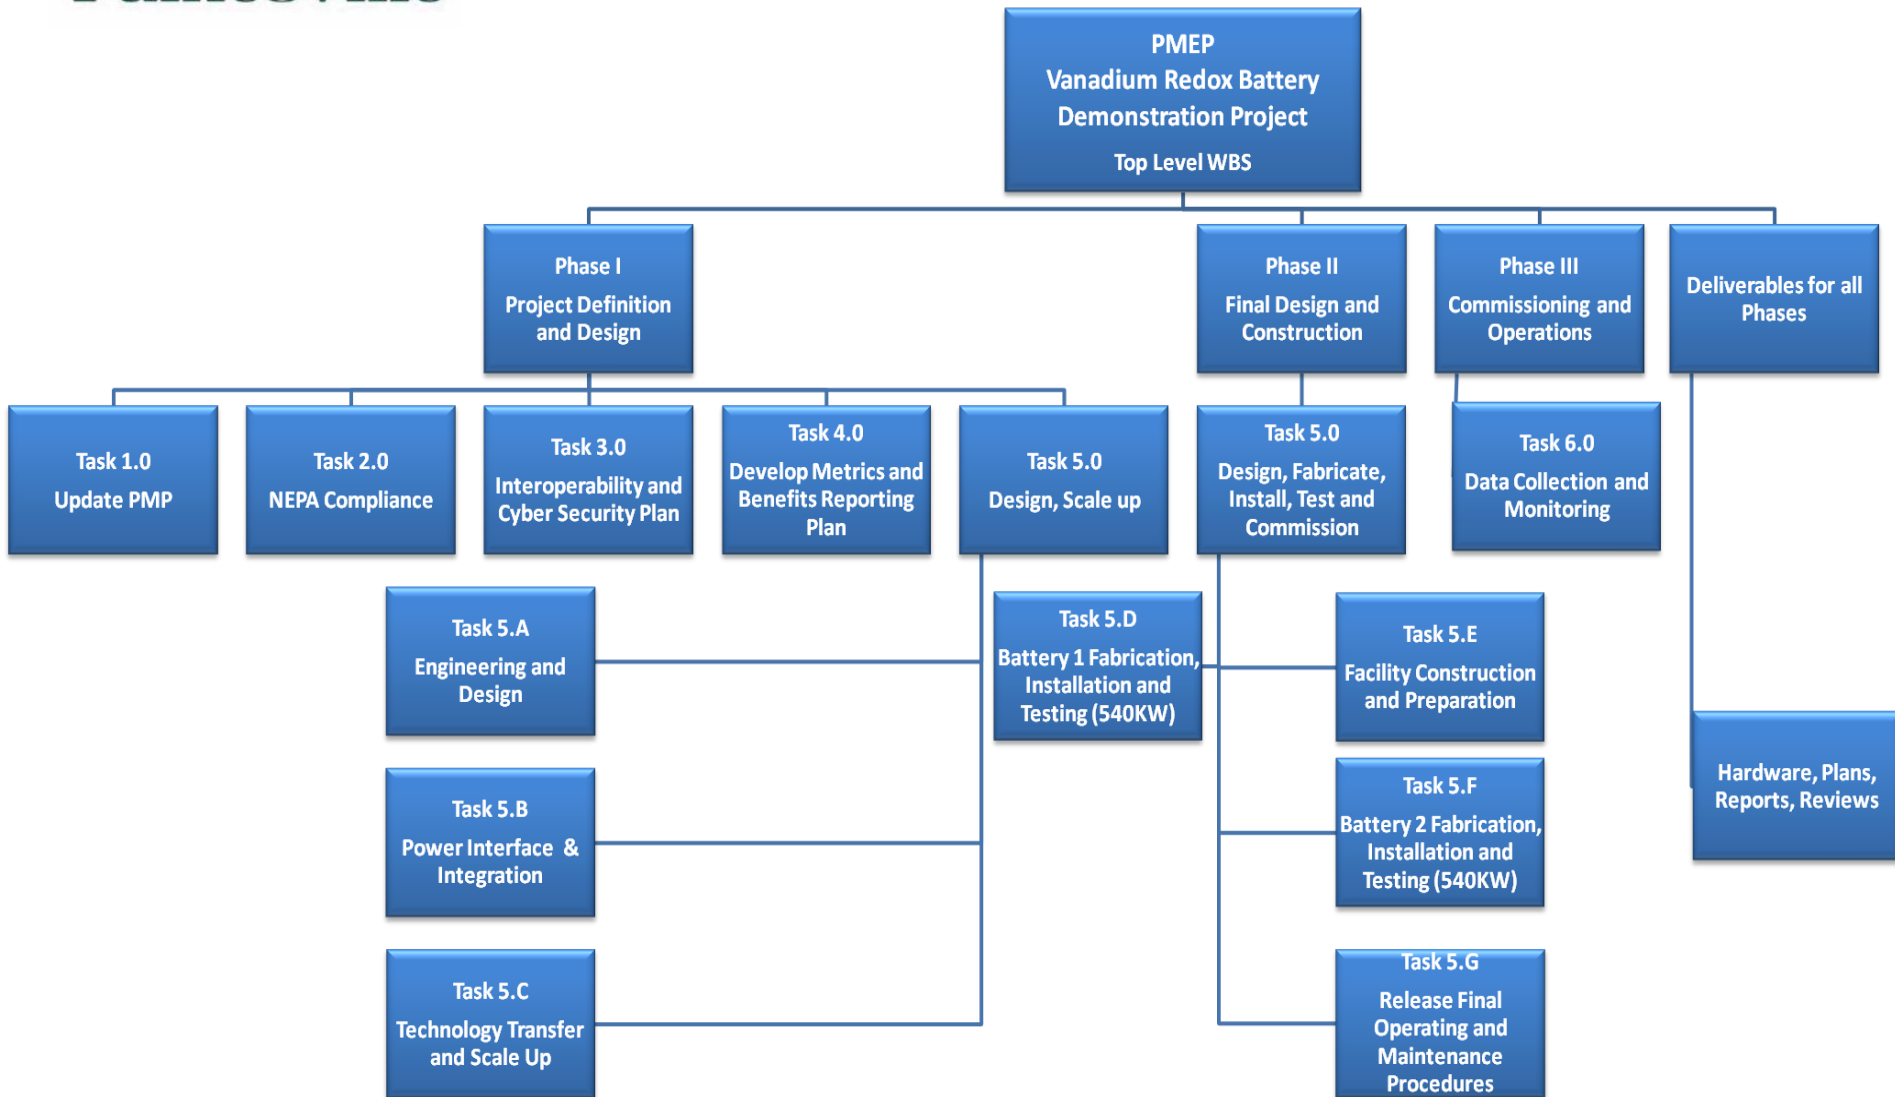 PMEP
Vanadium Redox Battery
Demonstration Project
Top Level WBS
Phase I
Project Definition
and Design
Phase II
Final Design and
Construction
Phase III
Commissioning and
Operations
Deliverables for all
Phases
Task 1.0
Update PMP
Task 2.0
NEPA Compliance
Task 3.0
Interoperability and
Cyber Security Plan
Task 4.0
Develop Metrics and
Benefits Reporting
Plan
Task 5.0
Design, Scale up
Task 5.0
Design, Fabricate,
Install, Test and
Commission
Task 6.0
Data Collection and
Monitoring
Task 5.A
Engineering and
Design
Task 5.D
Battery 1 Fabrication,
Installation and
Testing (540KW)
Task 5.E
Facility Construction
and Preparation
Task 5.B
Power Interface &
Integration
Task 5.F
Battery 2 Fabrication,
Installation and
Testing (540KW)
Hardware, Plans,
Reports, Reviews
Task 5.C
Technology Transfer
and Scale Up
Task 5.G
Release Final
Operating and
Maintenance
Procedures